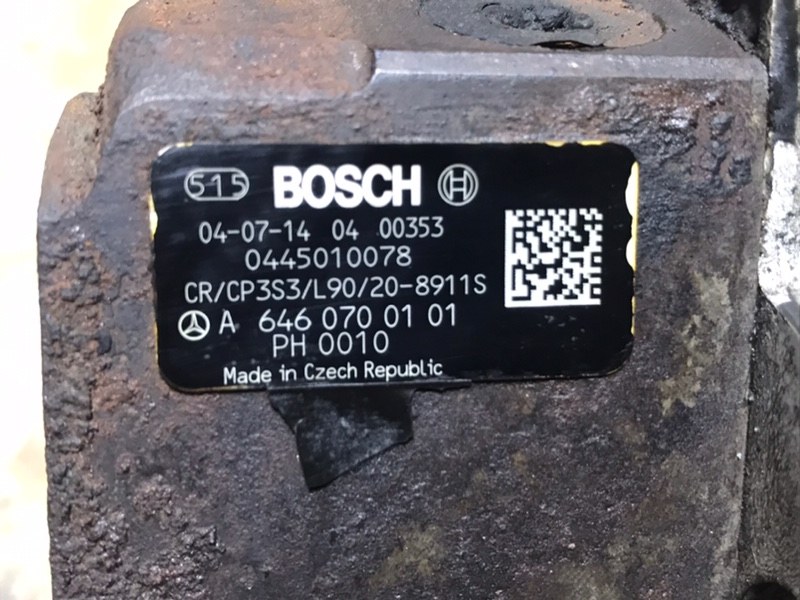 515 BOSCH
04-07-14 04 00353
0445010078
CR/CP3S3/L90/20-8911S
A 646 070 01 01
PH 0010
Made in Czech Republic